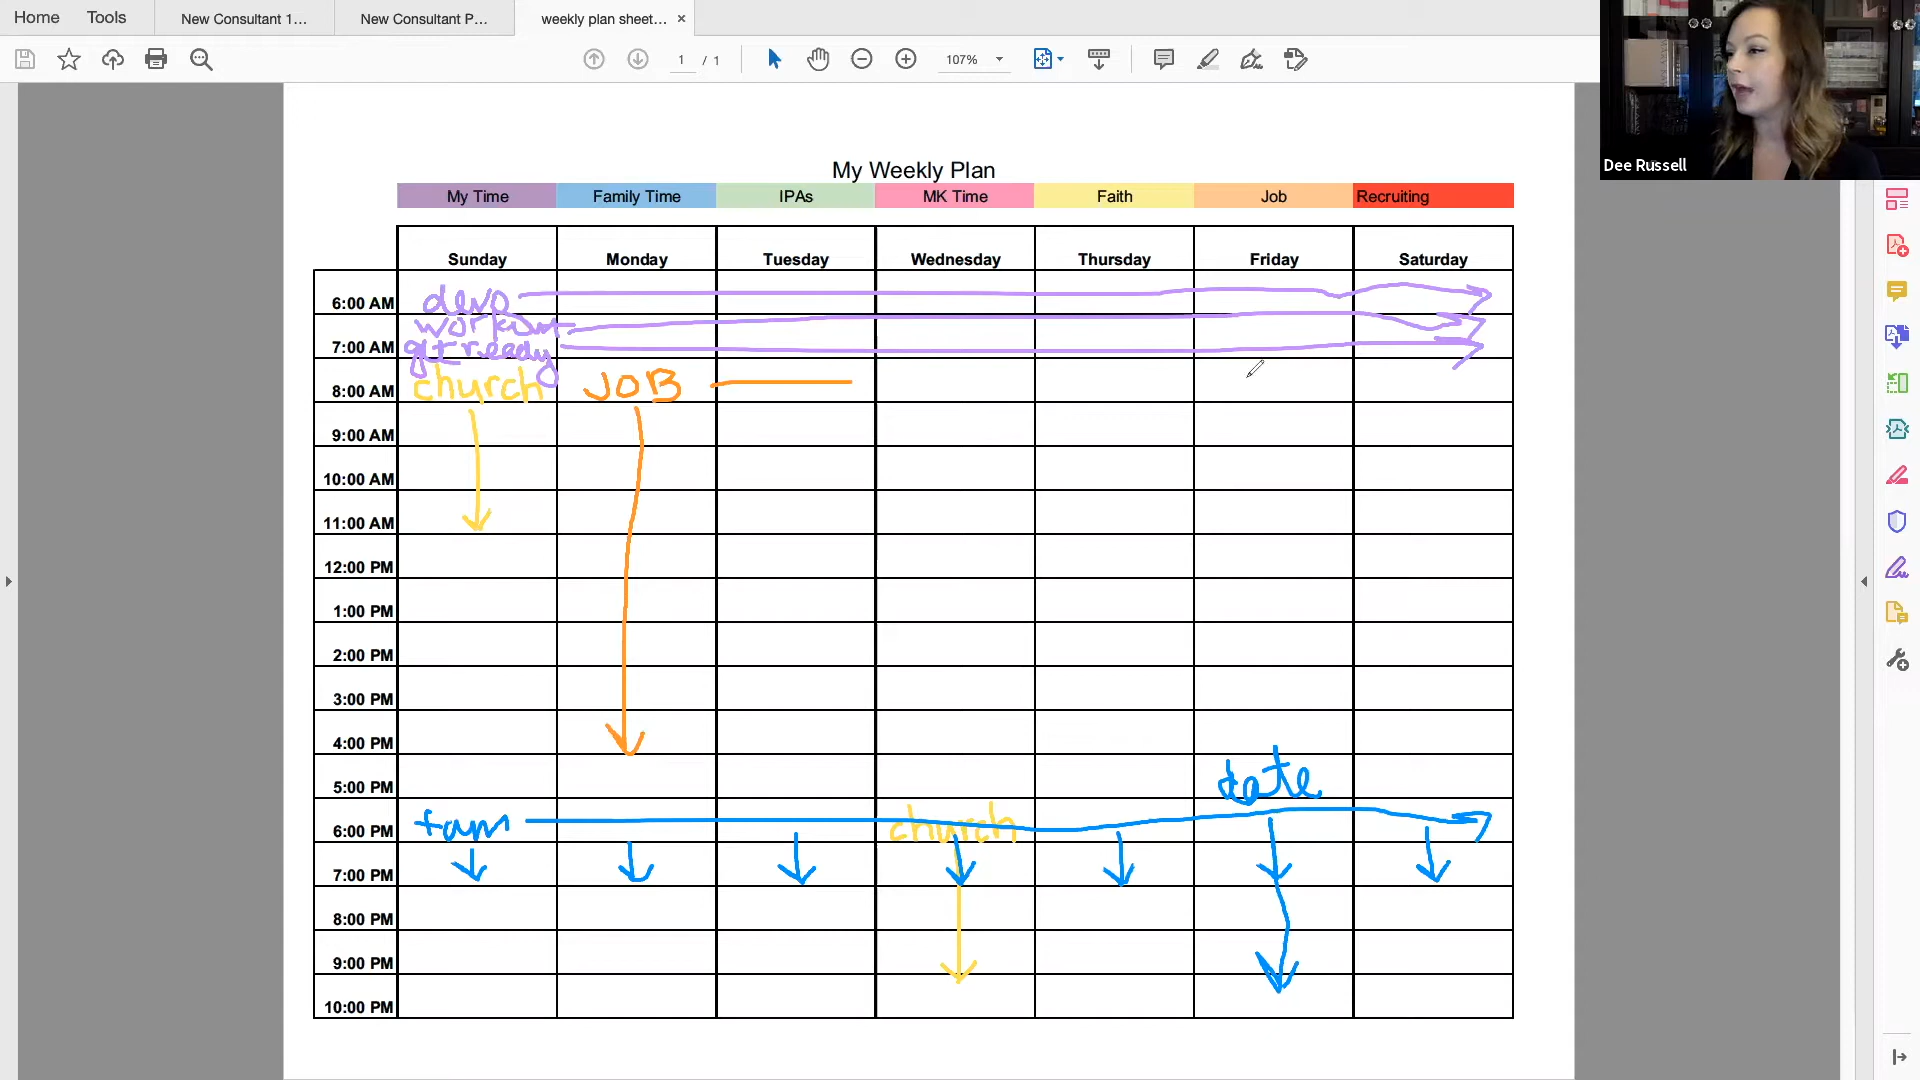 Home Tools New Consultant 1... New Consultant P... weekly plan sheet... ×
1 / 1 107%
Dee Russell
My Weekly Plan
My Time Family Time IPAs MK Time Faith Job Recruiting
Sunday Monday Tuesday Wednesday Thursday Friday Saturday
6:00 AM devo
workout
7:00 AM get ready
8:00 AM church JOB
9:00 AM
10:00 AM
11:00 AM
12:00 PM
1:00 PM
2:00 PM
3:00 PM
4:00 PM
5:00 PM date
6:00 PM fam church
7:00 PM
8:00 PM
9:00 PM
10:00 PM